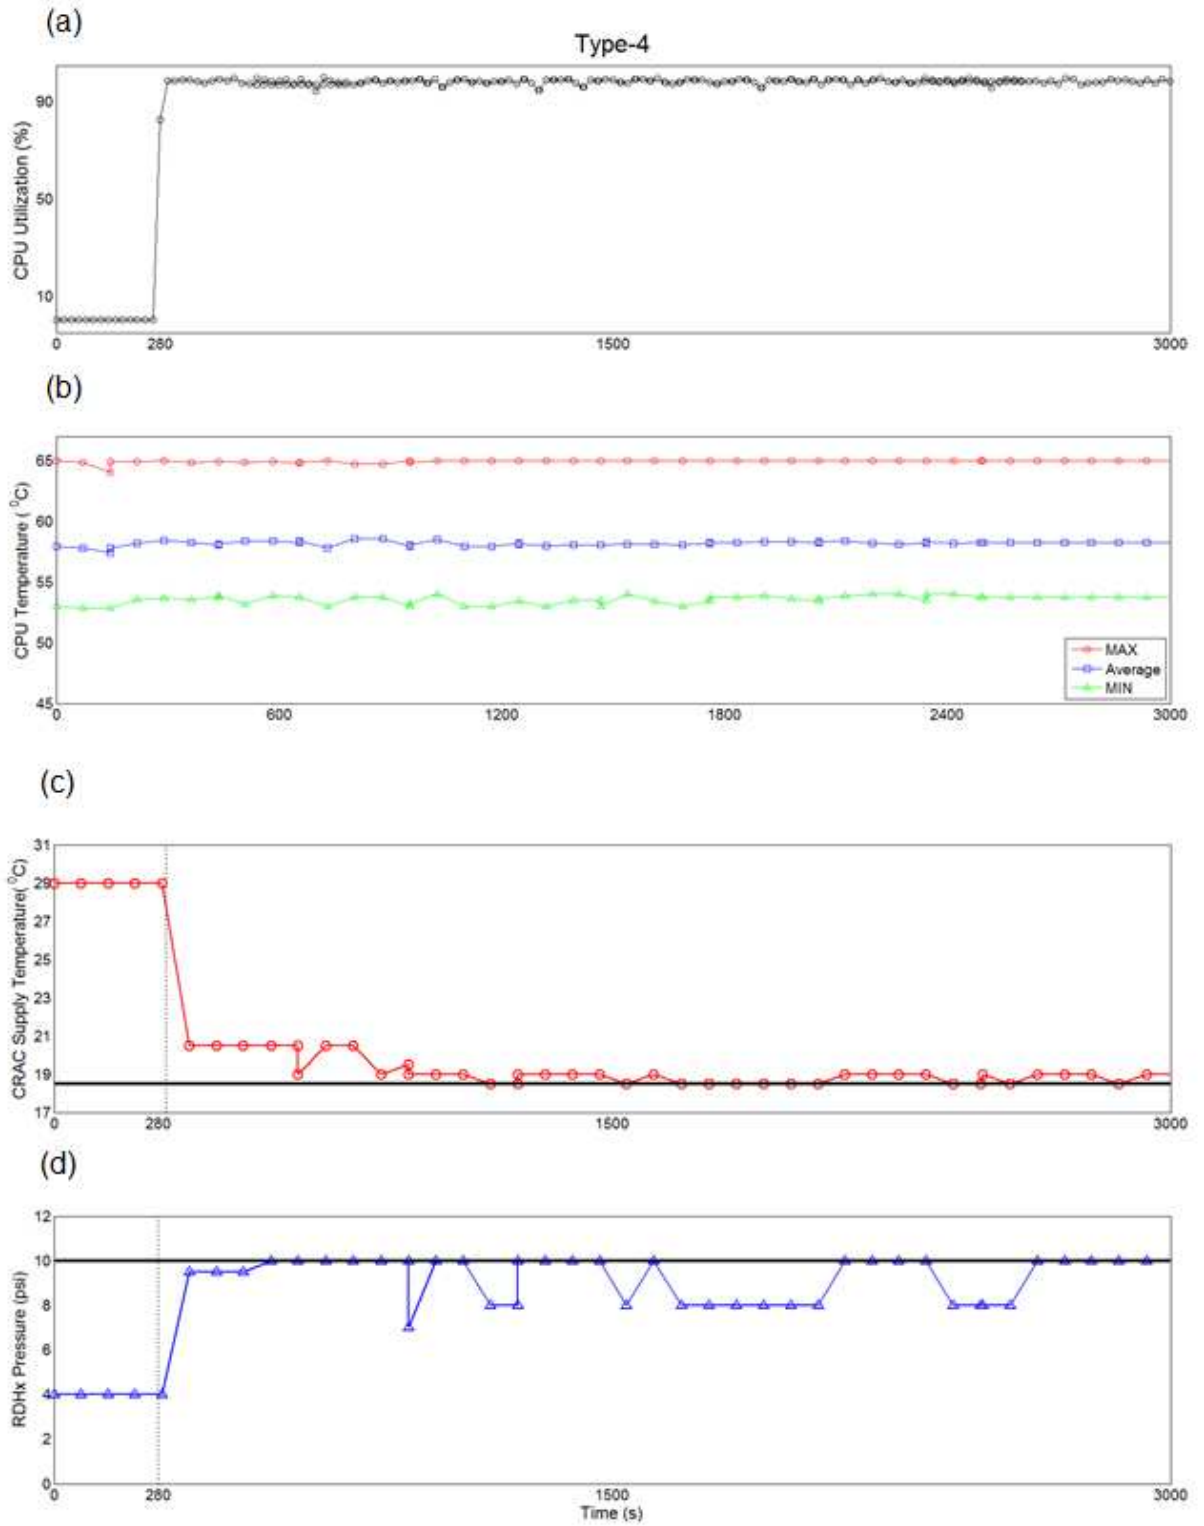 (a)
Type-4
CPU Utilization (%)
90
50
10
0 280 1500 3000
(b)
CPU Temperature ( ⁰C)
65
60
55
50
45
MAX
Average
MIN
0 600 1200 1800 2400 3000
(c)
CRAC Supply Temperature( ⁰C)
31
29
27
25
23
21
19
17
0 280 1500 3000
(d)
RDHx Pressure (psi)
12
10
8
6
4
2
0
0 280 1500 3000
Time (s)